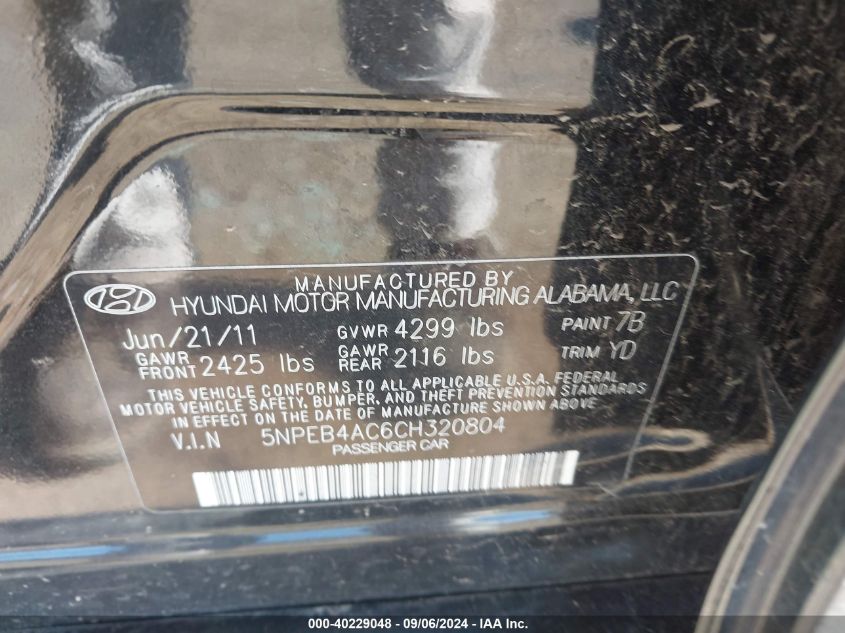 MANUFACTURED BY
HYUNDAI MOTOR MANUFACTURING ALABAMA, LLC
Jun/21/11 GVWR 4299 lbs PAINT 7B
GAWR FRONT 2425 lbs GAWR REAR 2116 lbs TRIM YD
THIS VEHICLE CONFORMS TO ALL APPLICABLE U.S.A. FEDERAL
MOTOR VEHICLE SAFETY, BUMPER, AND THEFT PREVENTION STANDARDS
IN EFFECT ON THE DATE OF MANUFACTURE SHOWN ABOVE
V.I.N 5NPEB4AC6CH320804
PASSENGER CAR
000-40229048 - 09/06/2024 - www.iaai.com